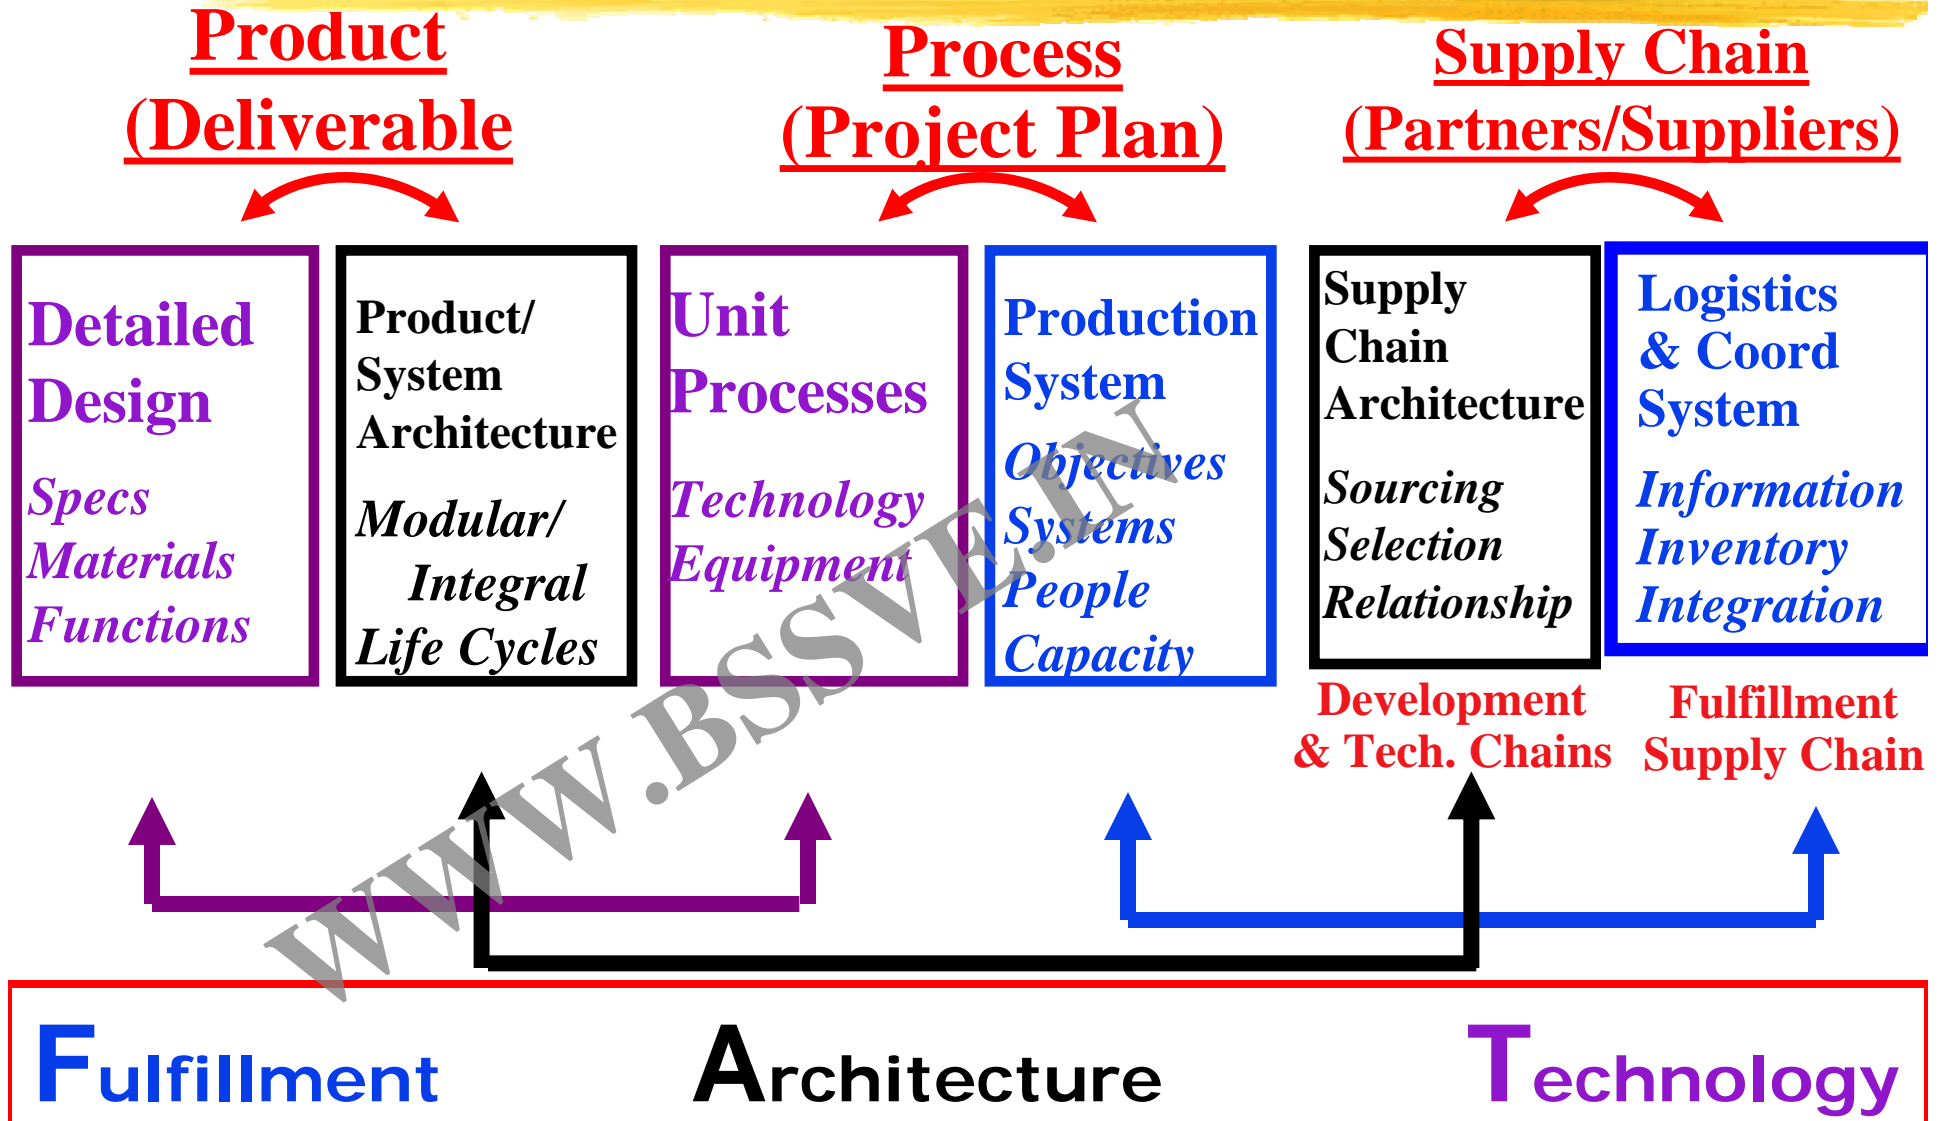 Product
(Deliverable
Process
(Project Plan)
Supply Chain
(Partners/Suppliers)
Detailed
Design
Specs
Materials
Functions
Product/
System
Architecture
Modular/
Integral
Life Cycles
Unit
Processes
Technology
Equipment
Production
System
Objectives
Systems
People
Capacity
Supply
Chain
Architecture
Sourcing
Selection
Relationship
Logistics
& Coord
System
Information
Inventory
Integration
Development
& Tech. Chains
Fulfillment
Supply Chain
WWW.BSSVE.IN
Fulfillment
Architecture
Technology